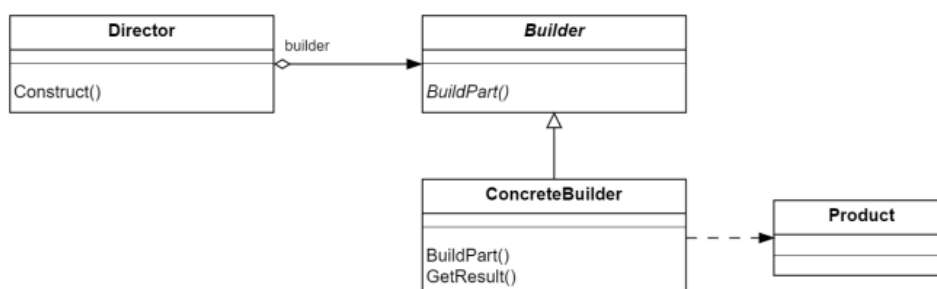 Director
builder
Builder
Construct()
BuildPart()
ConcreteBuilder
BuildPart()
GetResult()
Product